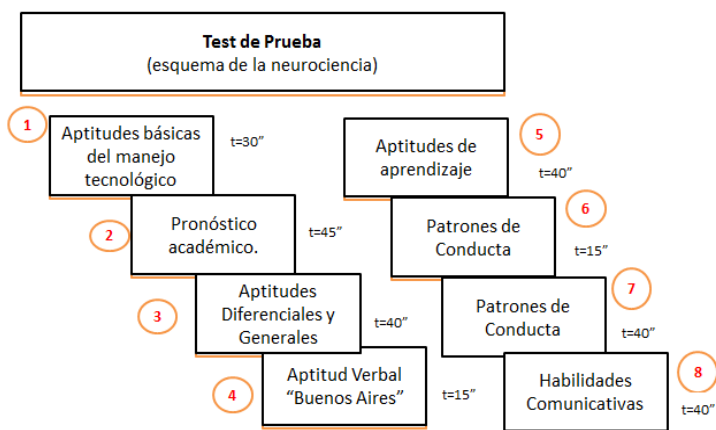 Test de Prueba
(esquema de la neurociencia)
1
Aptitudes básicas
del manejo
tecnológico
t=30”
2
Pronóstico
académico.
t=45”
3
Aptitudes
Diferenciales y
Generales
t=40”
4
Aptitud Verbal
“Buenos Aires”
t=15”
5
Aptitudes de
aprendizaje
t=40”
6
Patrones de
Conducta
t=15”
7
Patrones de
Conducta
t=40”
8
Habilidades
Comunicativas
t=40”